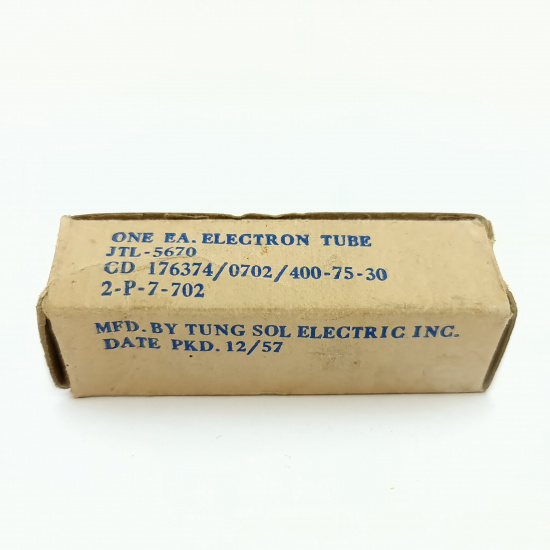 ONE EA. ELECTRON TUBE
JTL-5670
CD 176374/0702/400-75-30
2-P-7-702
MFD. BY TUNG SOL ELECTRIC INC.
DATE PKD. 12/57